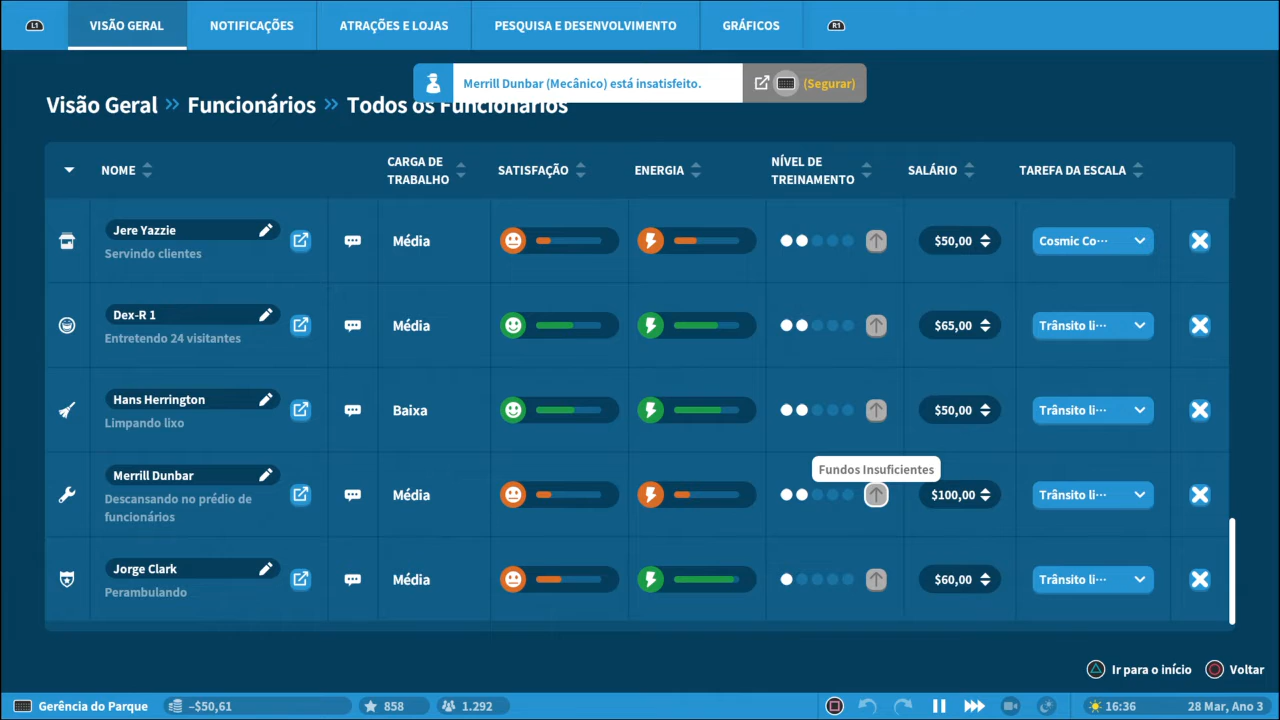 L1
VISÃO GERAL
NOTIFICAÇÕES
ATRAÇÕES E LOJAS
PESQUISA E DESENVOLVIMENTO
GRÁFICOS
R1
Merrill Dunbar (Mecânico) está insatisfeito.
(Segurar)
Visão Geral » Funcionários » Todos os Funcionários
NOME
CARGA DE
TRABALHO
SATISFAÇÃO
ENERGIA
NÍVEL DE
TREINAMENTO
SALÁRIO
TAREFA DA ESCALA
Jere Yazzie
Servindo clientes
Média
$50,00
Cosmic Co···
Dex-R 1
Entretendo 24 visitantes
Média
$65,00
Trânsito li···
Hans Herrington
Limpando lixo
Baixa
$50,00
Trânsito li···
Fundos Insuficientes
Merrill Dunbar
Descansando no prédio de
funcionários
Média
$100,00
Trânsito li···
Jorge Clark
Perambulando
Média
$60,00
Trânsito li···
Ir para o início
Voltar
Gerência do Parque
–$50,61
858
1.292
16:36
28 Mar, Ano 3